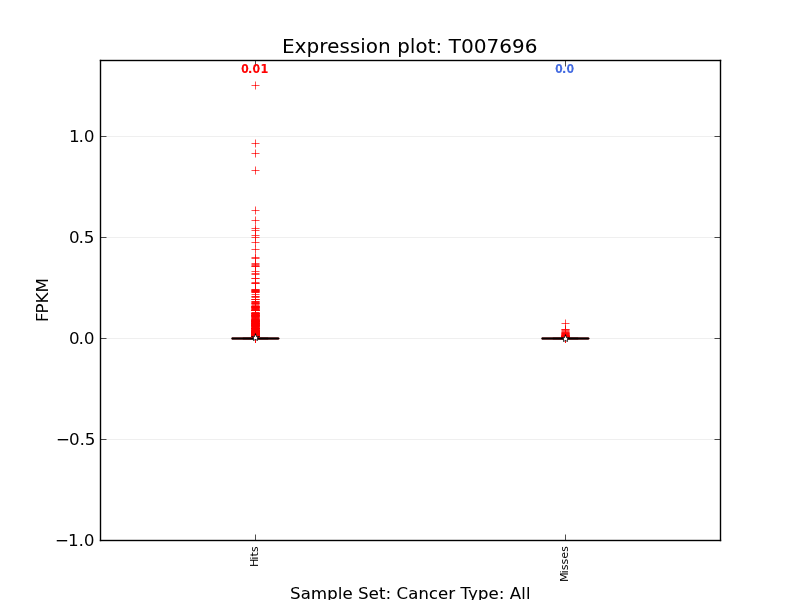 Expression plot: T007696
0.01
0.0
1.0
0.5
0.0
−0.5
−1.0
FPKM
Hits
Misses
Sample Set: Cancer Type: All